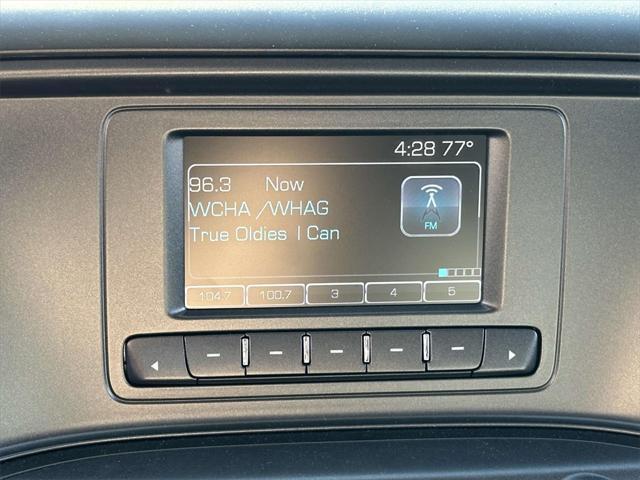 4:28 77°
96.3 Now
WCHA /WHAG
True Oldies I Can
FM
104.7 100.7 3 4 5